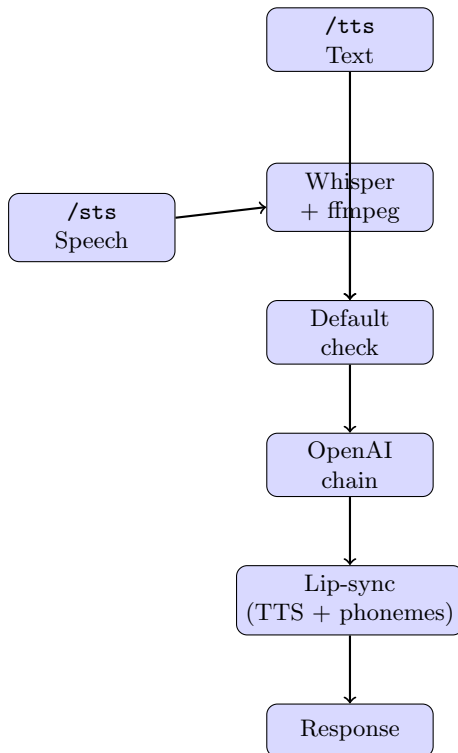 /tts
Text
Whisper
+ ffmpeg
/sts
Speech
Default
check
OpenAI
chain
Lip-sync
(TTS + phonemes)
Response